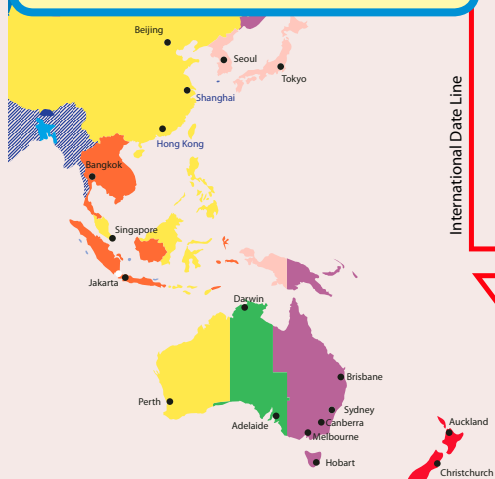 Beijing
Seoul
Tokyo
Shanghai
Hong Kong
Bangkok
Singapore
Jakarta
International Date Line
Darwin
Brisbane
Perth
Sydney
Canberra
Adelaide
Melbourne
Auckland
Hobart
Christchurch